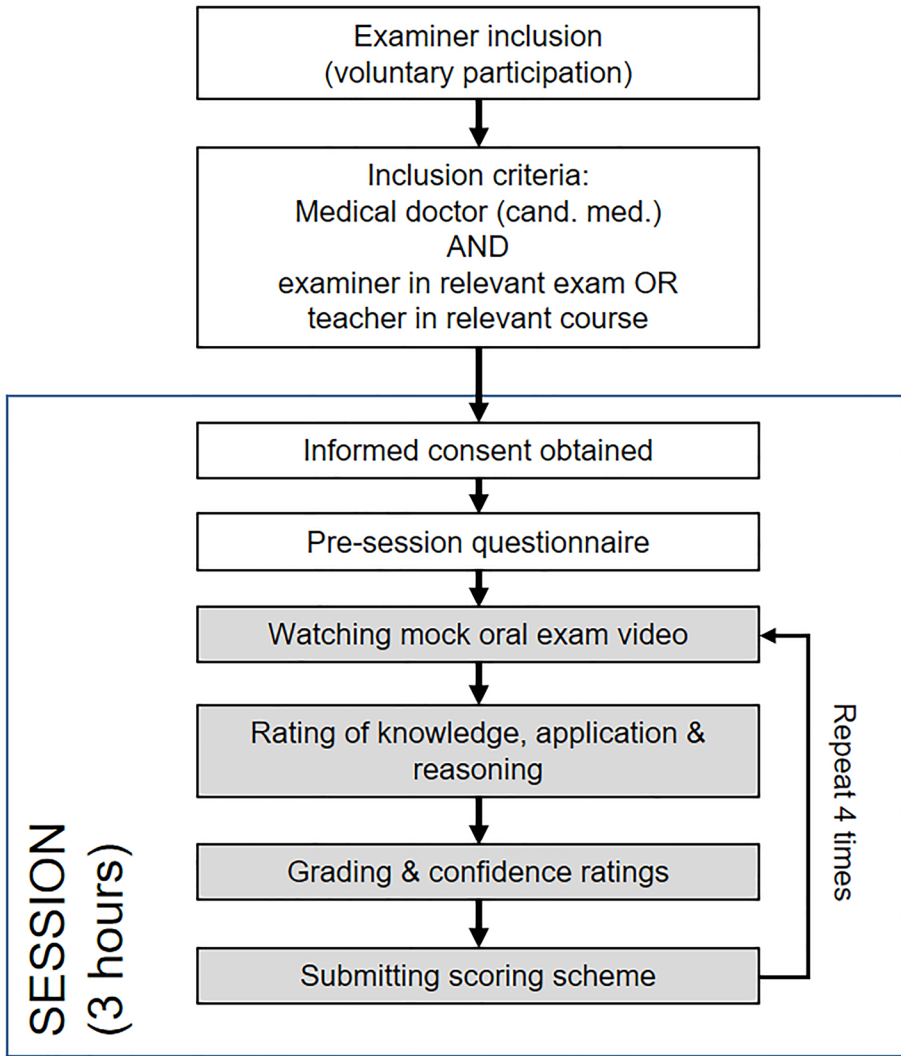 Examiner inclusion
(voluntary participation)
Inclusion criteria:
Medical doctor (cand. med.)
AND
examiner in relevant exam OR
teacher in relevant course
Informed consent obtained
Pre-session questionnaire
Watching mock oral exam video
Rating of knowledge, application &
reasoning
Grading & confidence ratings
Submitting scoring scheme
Repeat 4 times
SESSION
(3 hours)